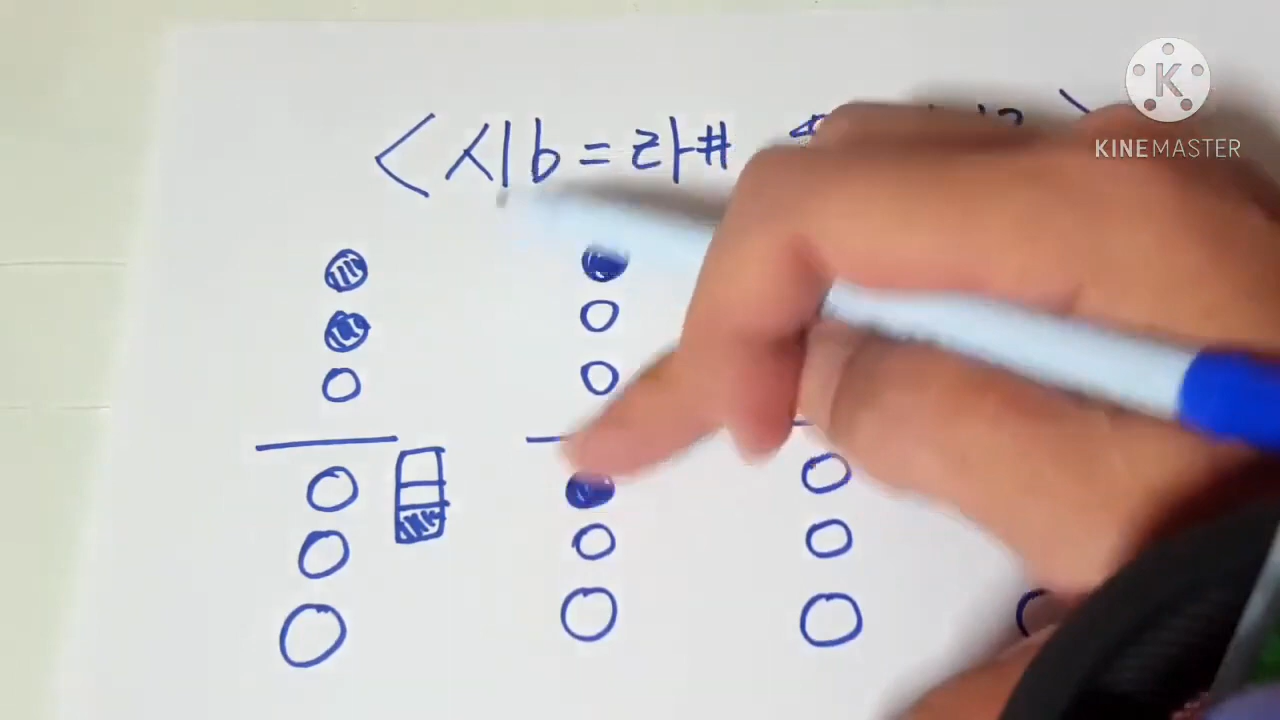 <시b = 라#
KINEMASTER